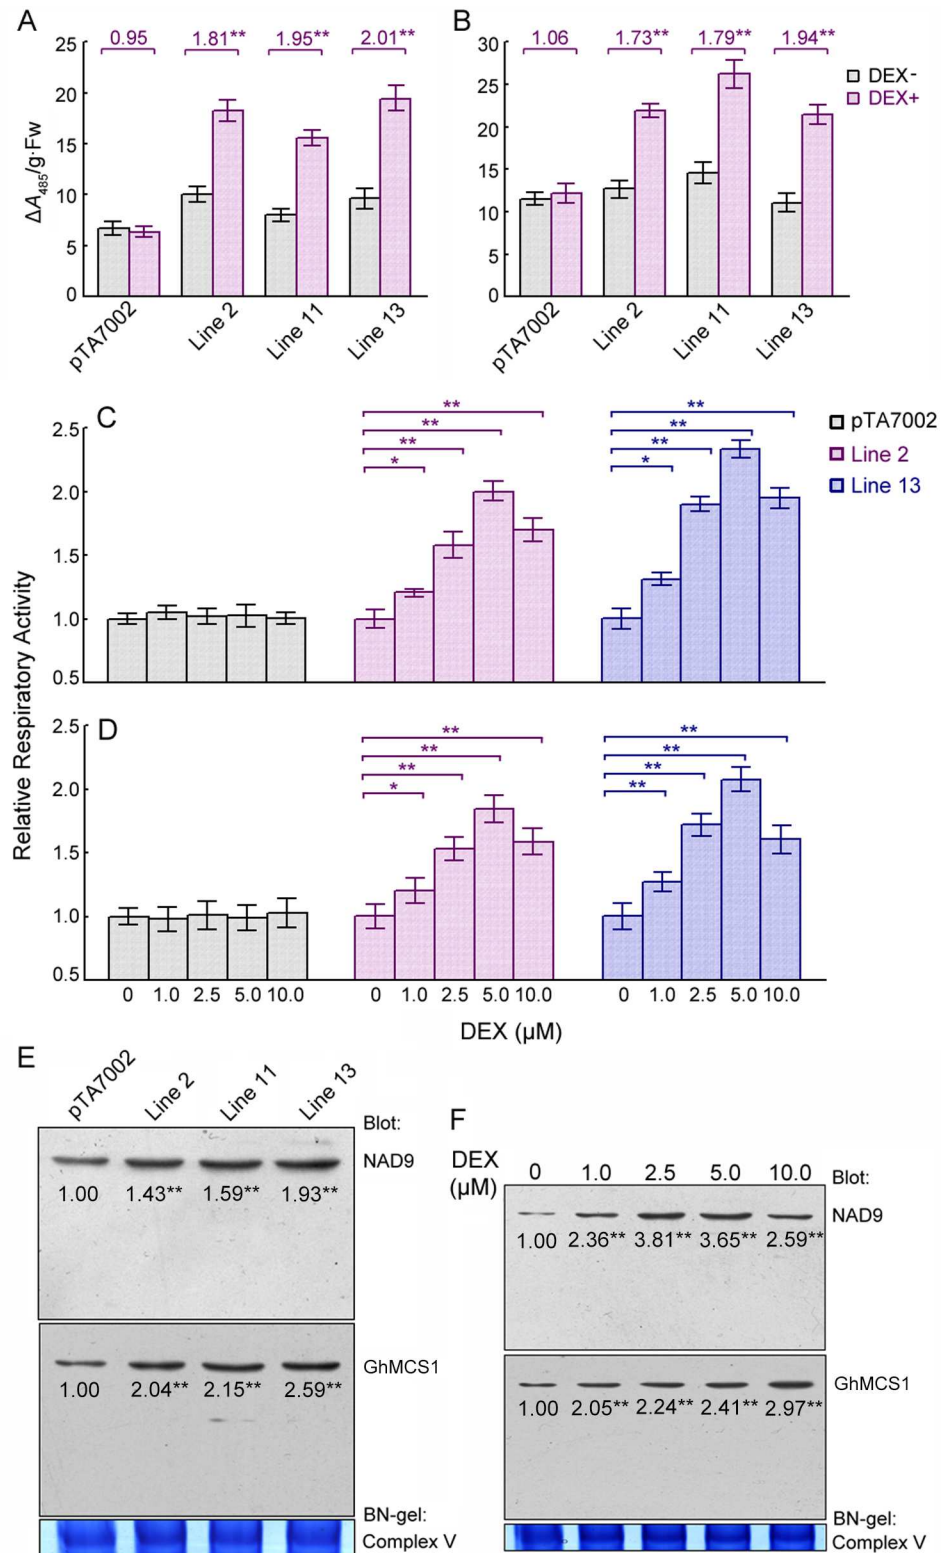 A
0.95 1.81** 1.95** 2.01**
25
20
15
10
5
0
ΔA485/g·Fw
pTA7002 Line 2 Line 11 Line 13
B
1.06 1.73** 1.79** 1.94**
30
25
20
15
10
5
0
pTA7002 Line 2 Line 11 Line 13
DEX-
DEX+
C
** **
** **
** **
* *
2.5
2.0
1.5
1.0
0.5
pTA7002
Line 2
Line 13
Relative Respiratory Activity
D
** **
** **
** **
* **
2.5
2.0
1.5
1.0
0.5
0 1.0 2.5 5.0 10.0 0 1.0 2.5 5.0 10.0 0 1.0 2.5 5.0 10.0
DEX (µM)
E
pTA7002 Line 2 Line 11 Line 13
Blot:
NAD9
1.00 1.43** 1.59** 1.93**
GhMCS1
1.00 2.04** 2.15** 2.59**
BN-gel:
Complex V
F
DEX
(µM)
0 1.0 2.5 5.0 10.0
Blot:
NAD9
1.00 2.36** 3.81** 3.65** 2.59**
GhMCS1
1.00 2.05** 2.24** 2.41** 2.97**
BN-gel:
Complex V